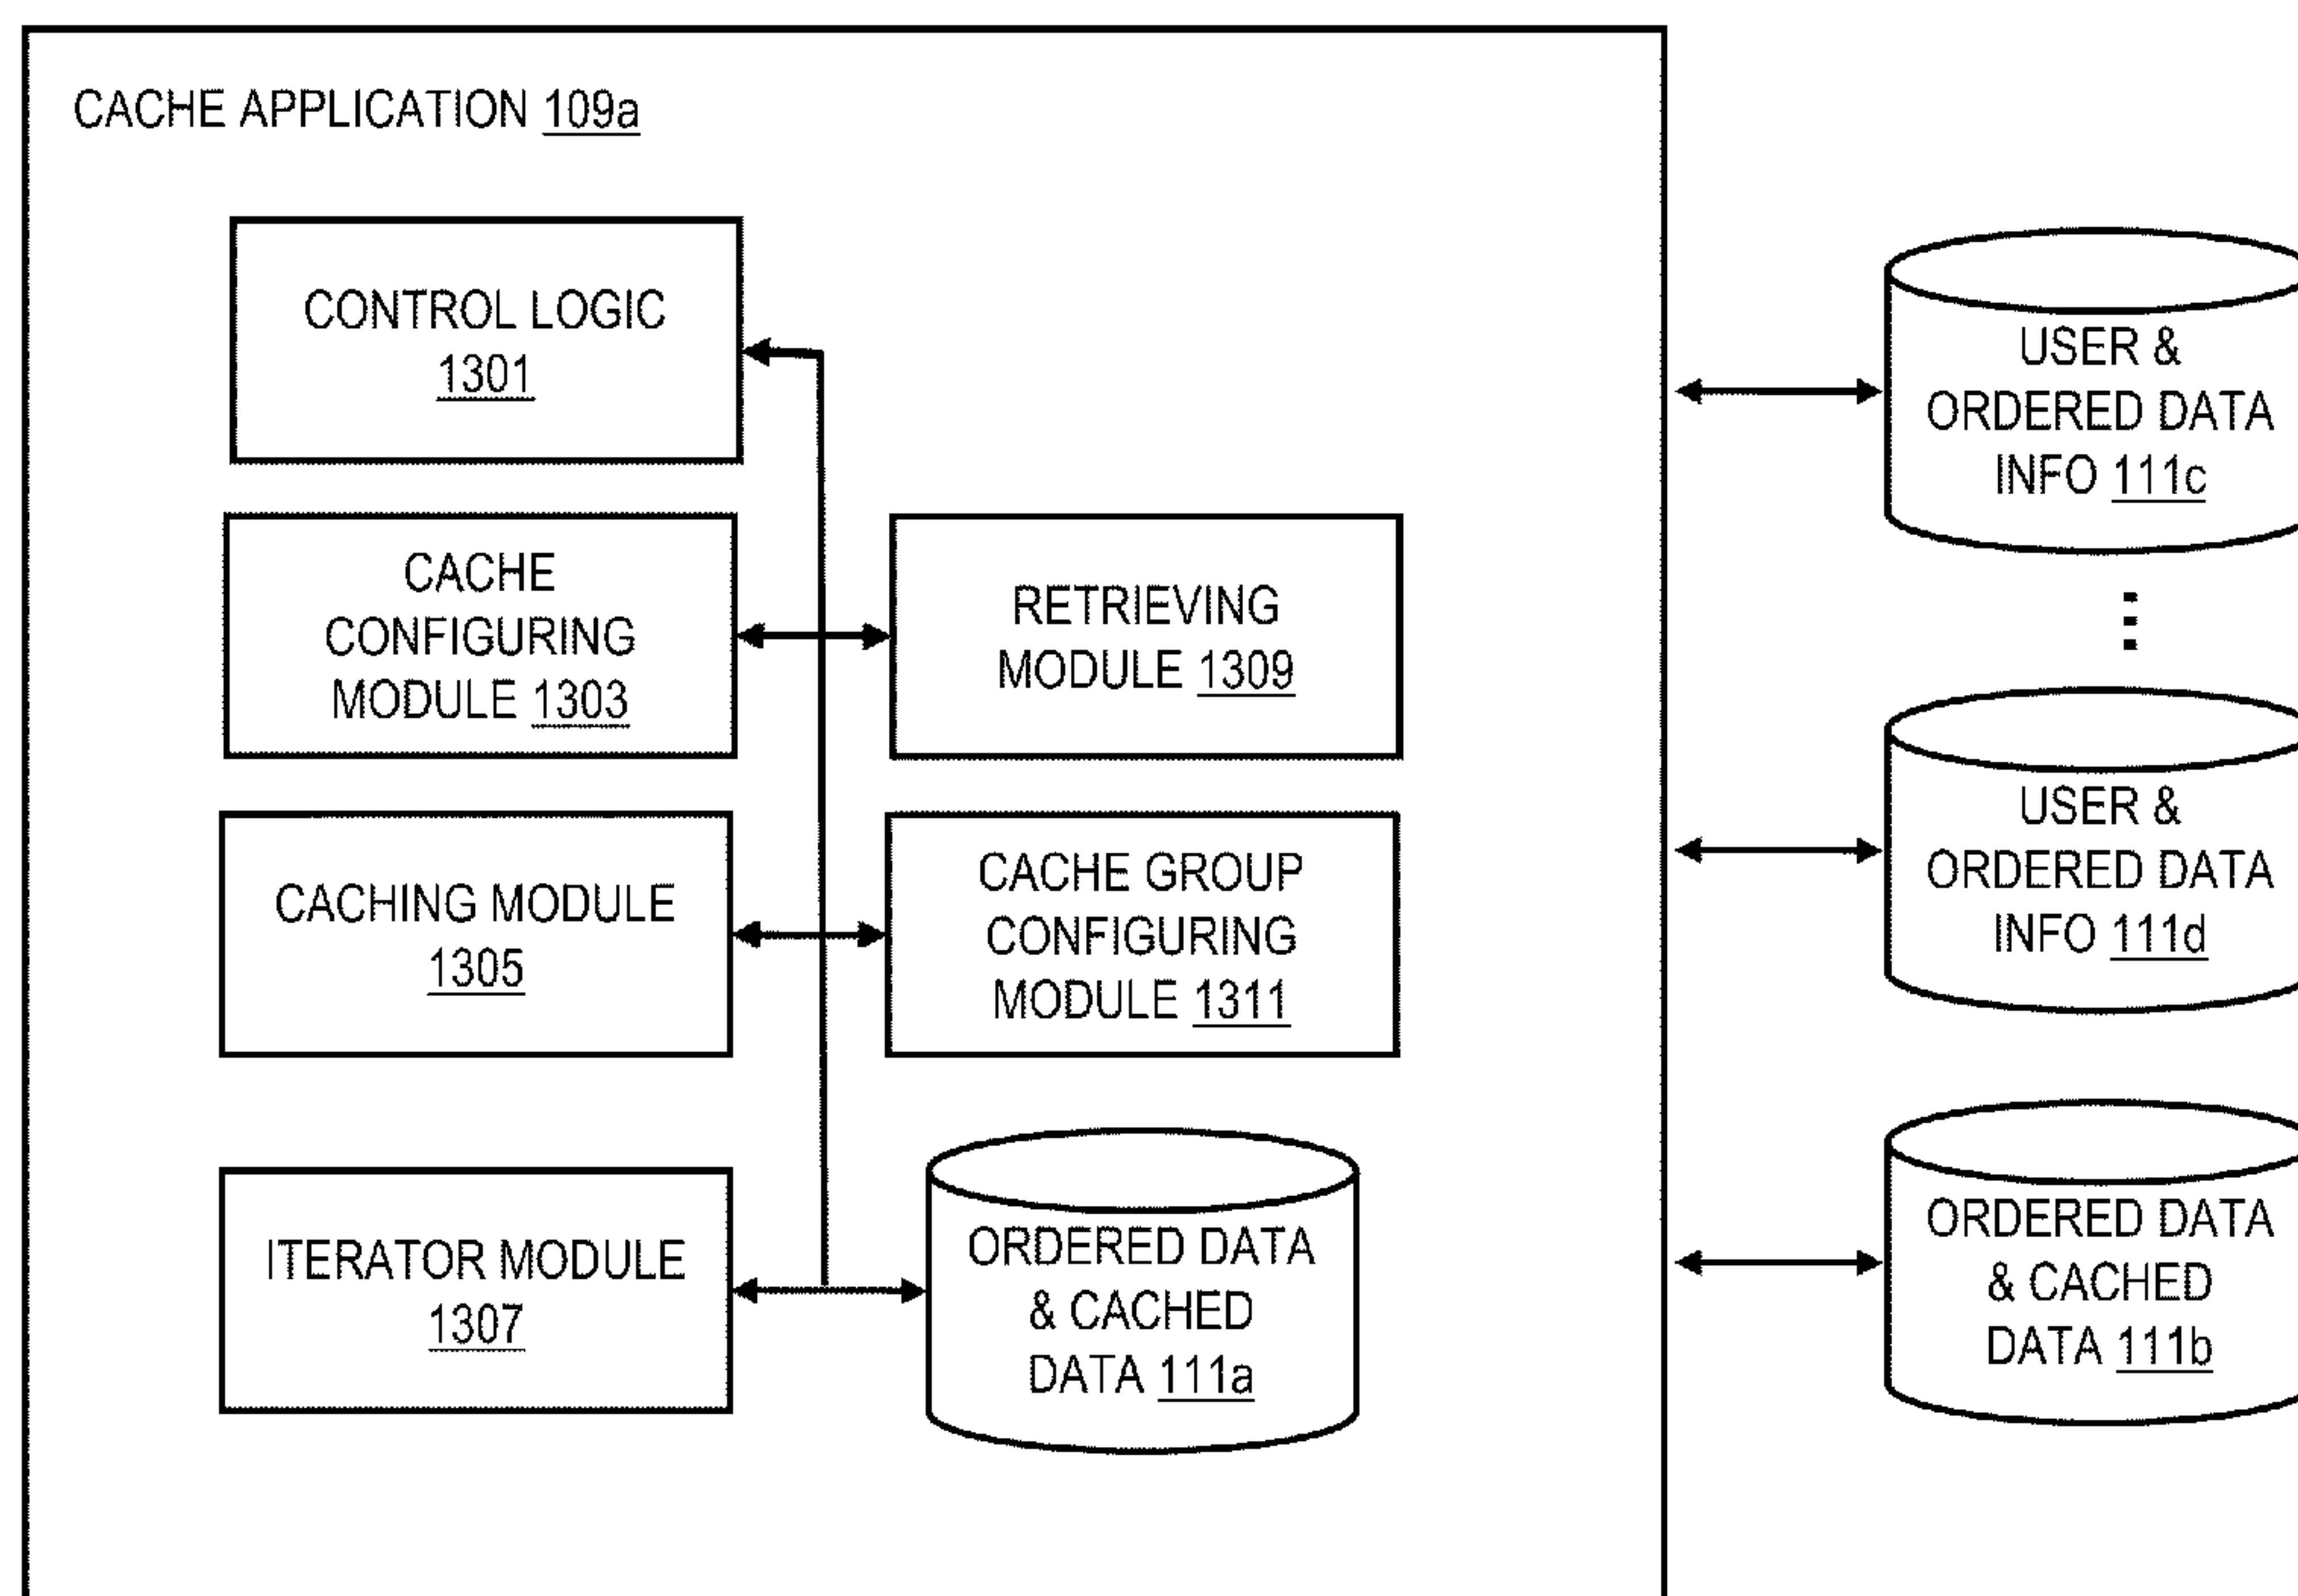 CACHE APPLICATION 109a
CONTROL LOGIC
1301
CACHE
CONFIGURING
MODULE 1303
RETRIEVING
MODULE 1309
CACHING MODULE
1305
CACHE GROUP
CONFIGURING
MODULE 1311
ITERATOR MODULE
1307
ORDERED DATA
& CACHED
DATA 111a
USER &
ORDERED DATA
INFO 111c
USER &
ORDERED DATA
INFO 111d
ORDERED DATA
& CACHED
DATA 111b